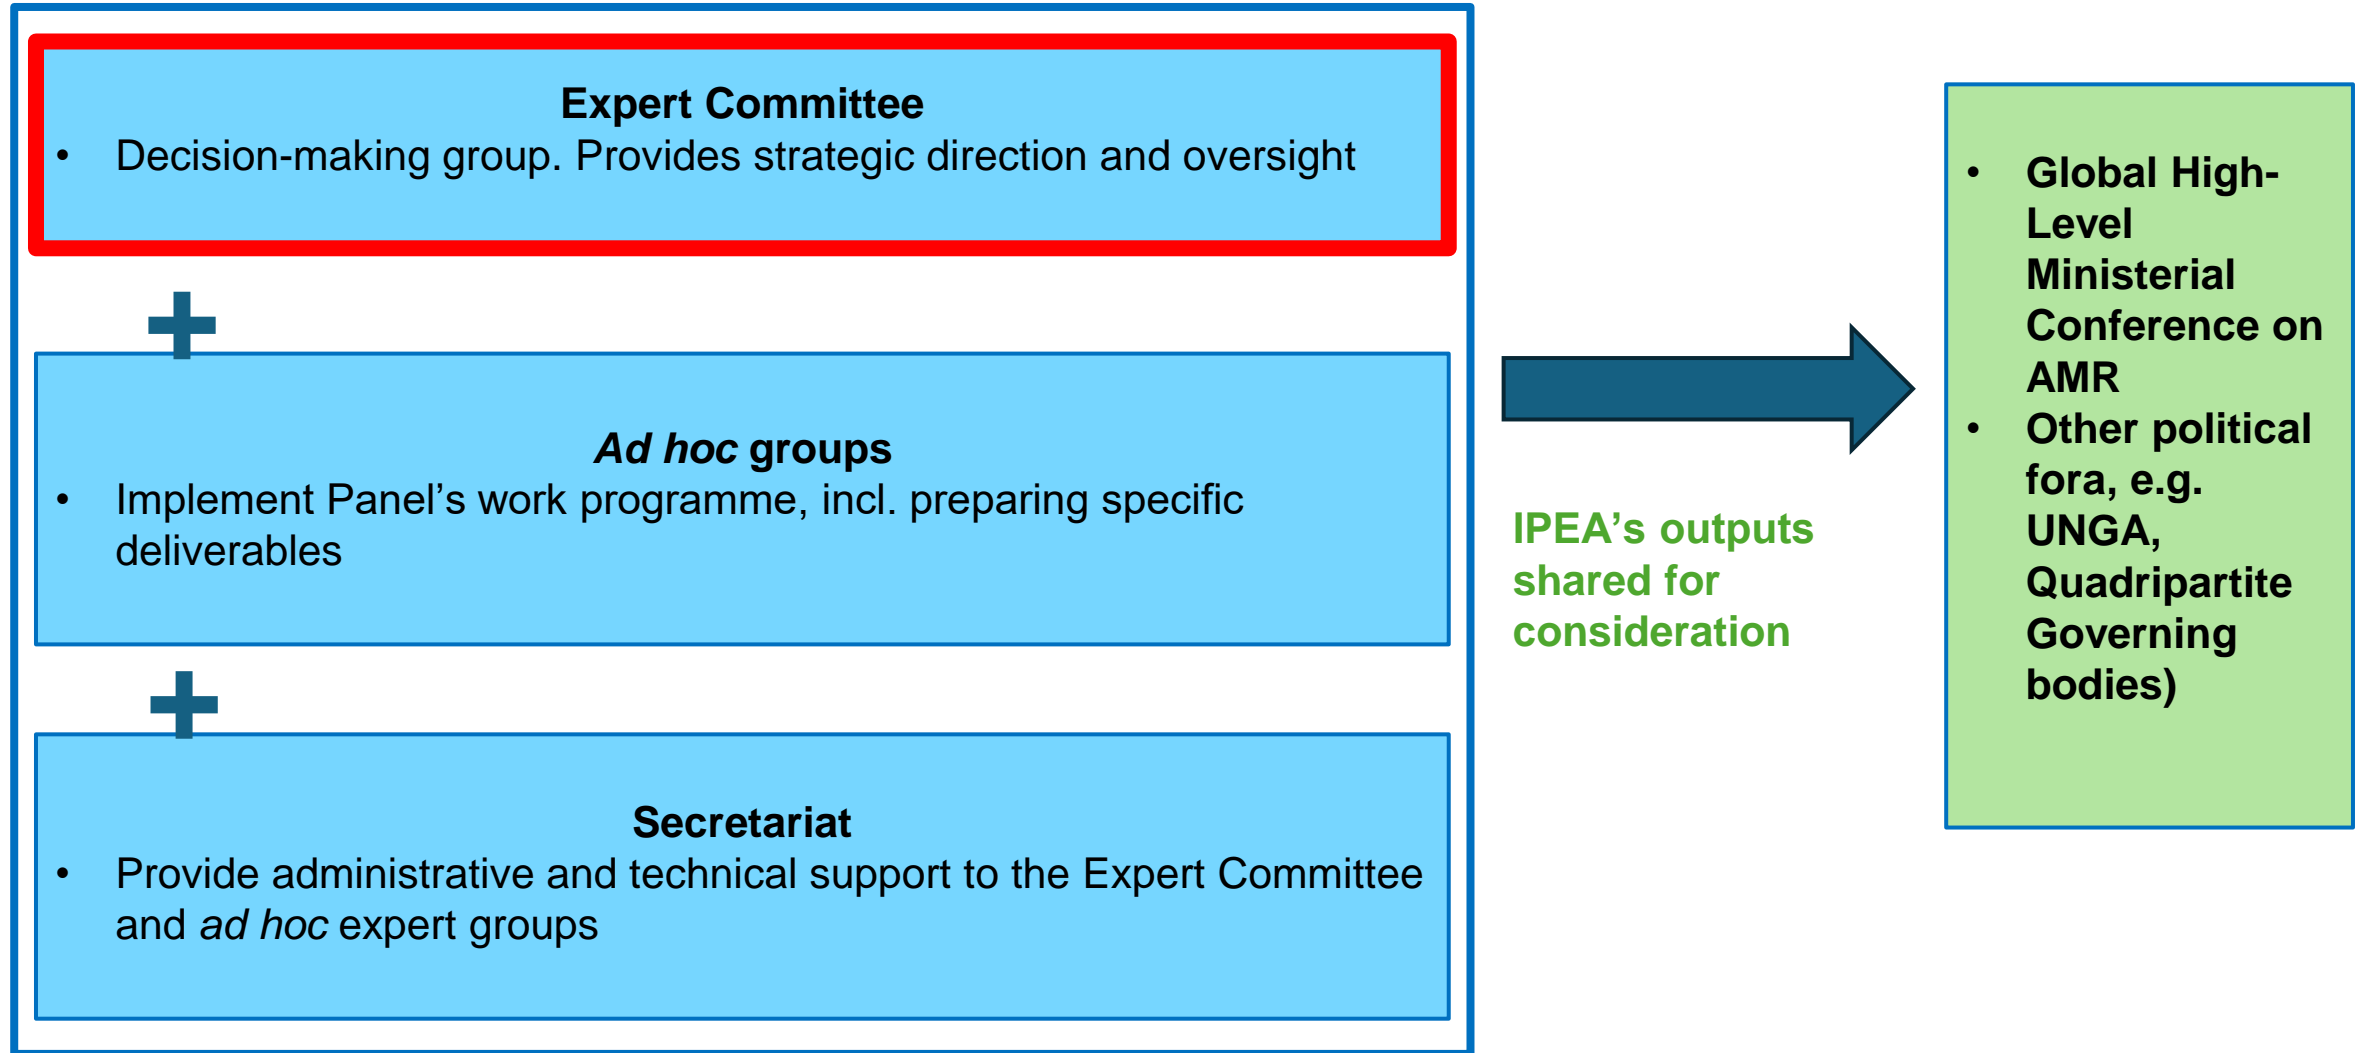 Expert Committee
• Decision-making group. Provides strategic direction and oversight
Ad hoc groups
• Implement Panel’s work programme, incl. preparing specific
deliverables
Secretariat
• Provide administrative and technical support to the Expert Committee
and ad hoc expert groups
IPEA’s outputs
shared for
consideration
• Global High-
Level
Ministerial
Conference on
AMR
• Other political
fora, e.g.
UNGA,
Quadripartite
Governing
bodies)